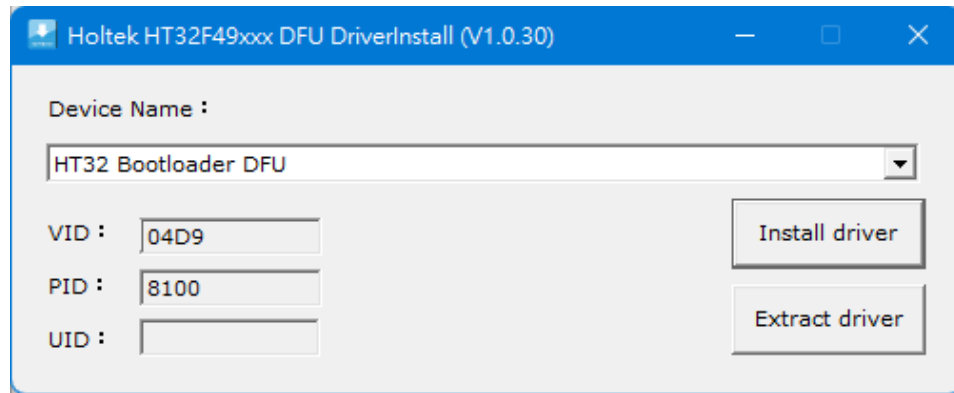 Holtek HT32F49xxx DFU DriverInstall (V1.0.30)
Device Name：
HT32 Bootloader DFU
VID： 04D9
PID： 8100
UID：
Install driver
Extract driver